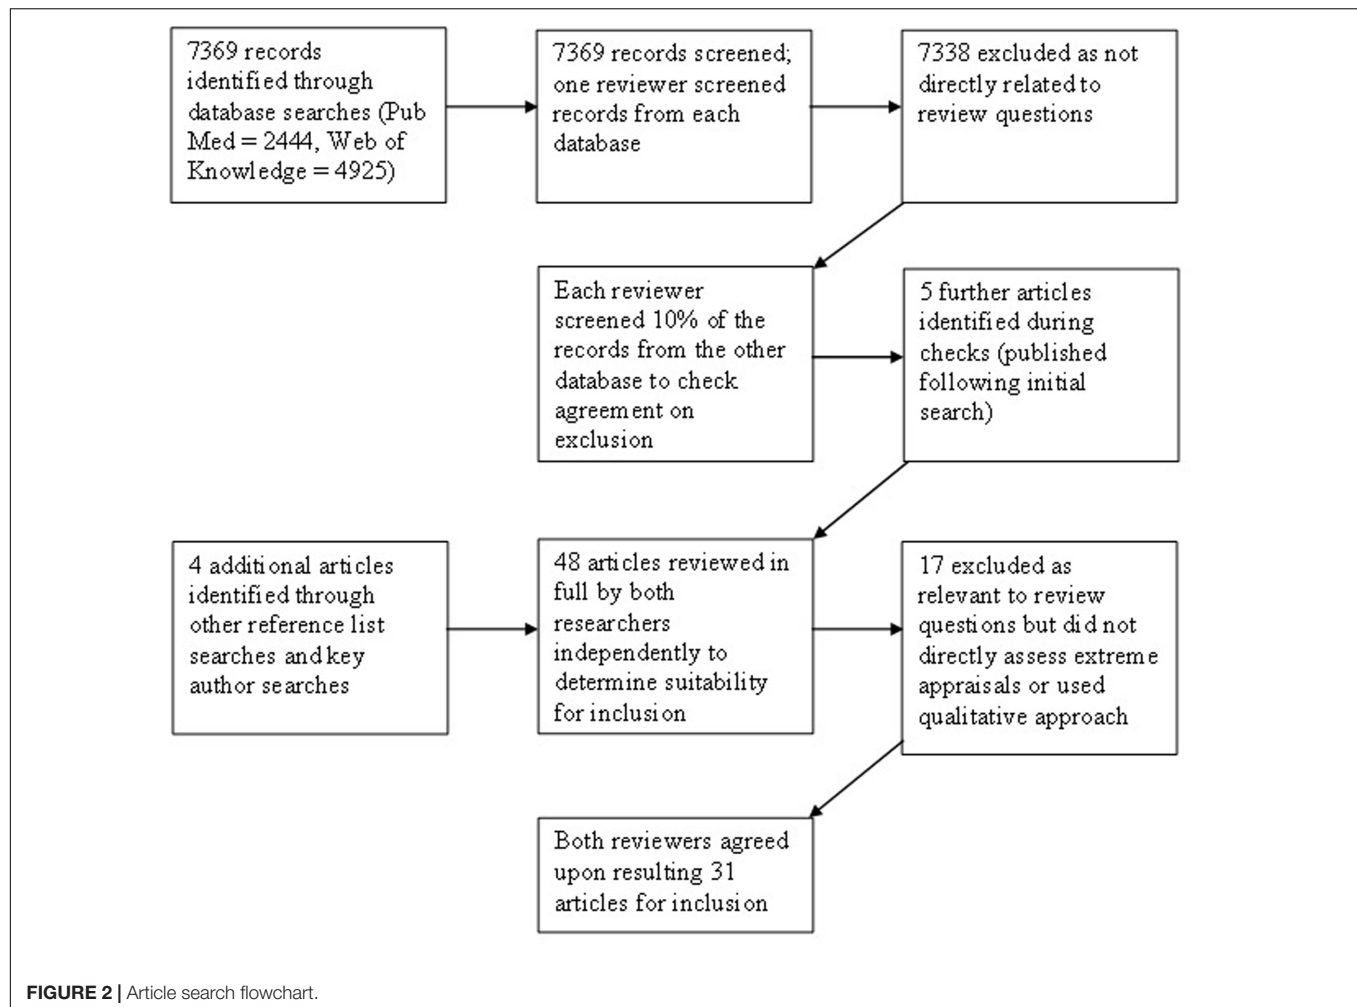 7369 records
identified through
database searches (Pub
Med = 2444, Web of
Knowledge = 4925)
7369 records screened;
one reviewer screened
records from each
database
7338 excluded as not
directly related to
review questions
Each reviewer
screened 10% of the
records from the other
database to check
agreement on
exclusion
5 further articles
identified during
checks (published
following initial
search)
4 additional articles
identified through
other reference list
searches and key
author searches
48 articles reviewed in
full by both
researchers
independently to
determine suitability
for inclusion
17 excluded as
relevant to review
questions but did not
directly assess extreme
appraisals or used
qualitative approach
Both reviewers agreed
upon resulting 31
articles for inclusion
FIGURE 2 | Article search flowchart.